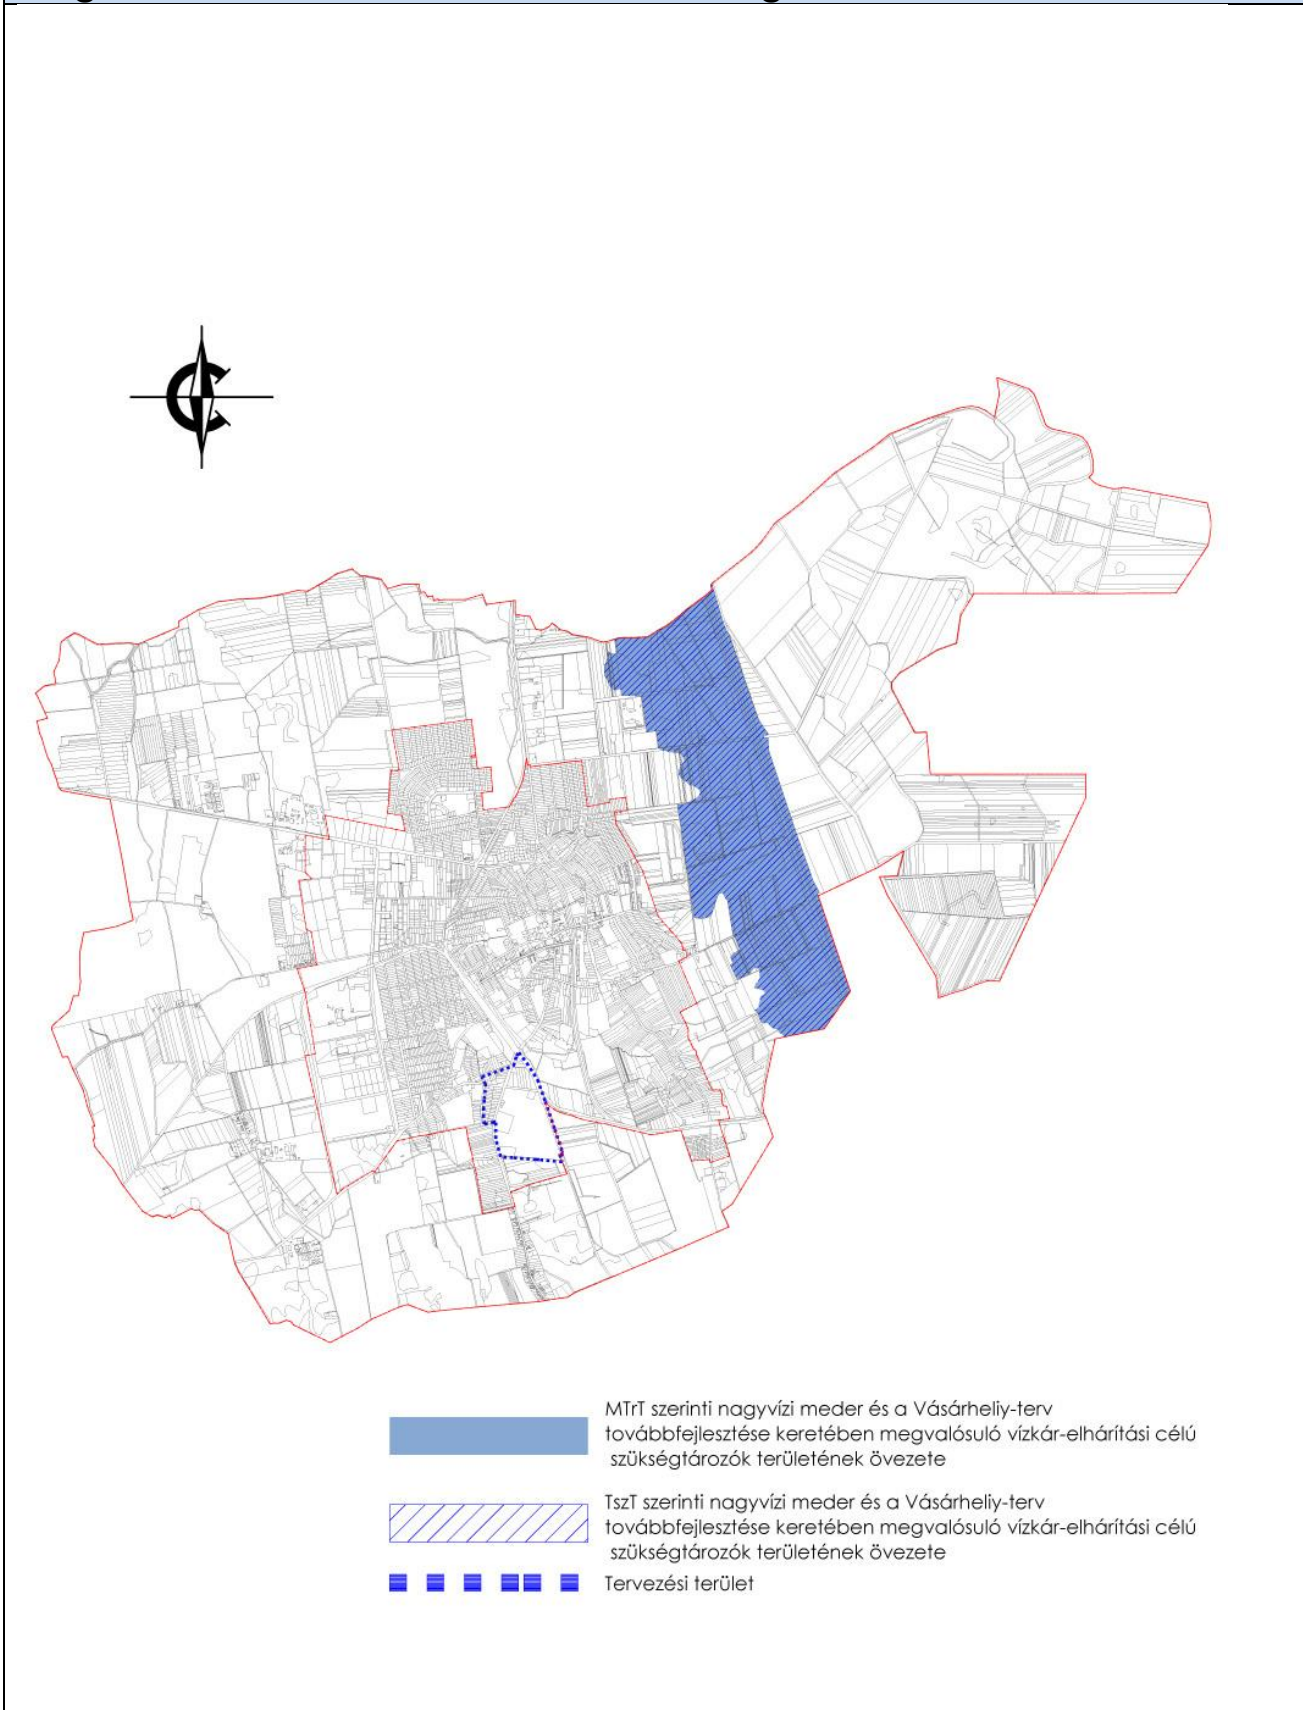 MTrT szerinti nagyvízi meder és a Vásárheliy-terv
továbbfejlesztése keretében megvalósuló vízkár-elhárítási célú
szükségtározók területének övezete
TszT szerinti nagyvízi meder és a Vásárheliy-terv
továbbfejlesztése keretében megvalósuló vízkár-elhárítási célú
szükségtározók területének övezete
Tervezési terület